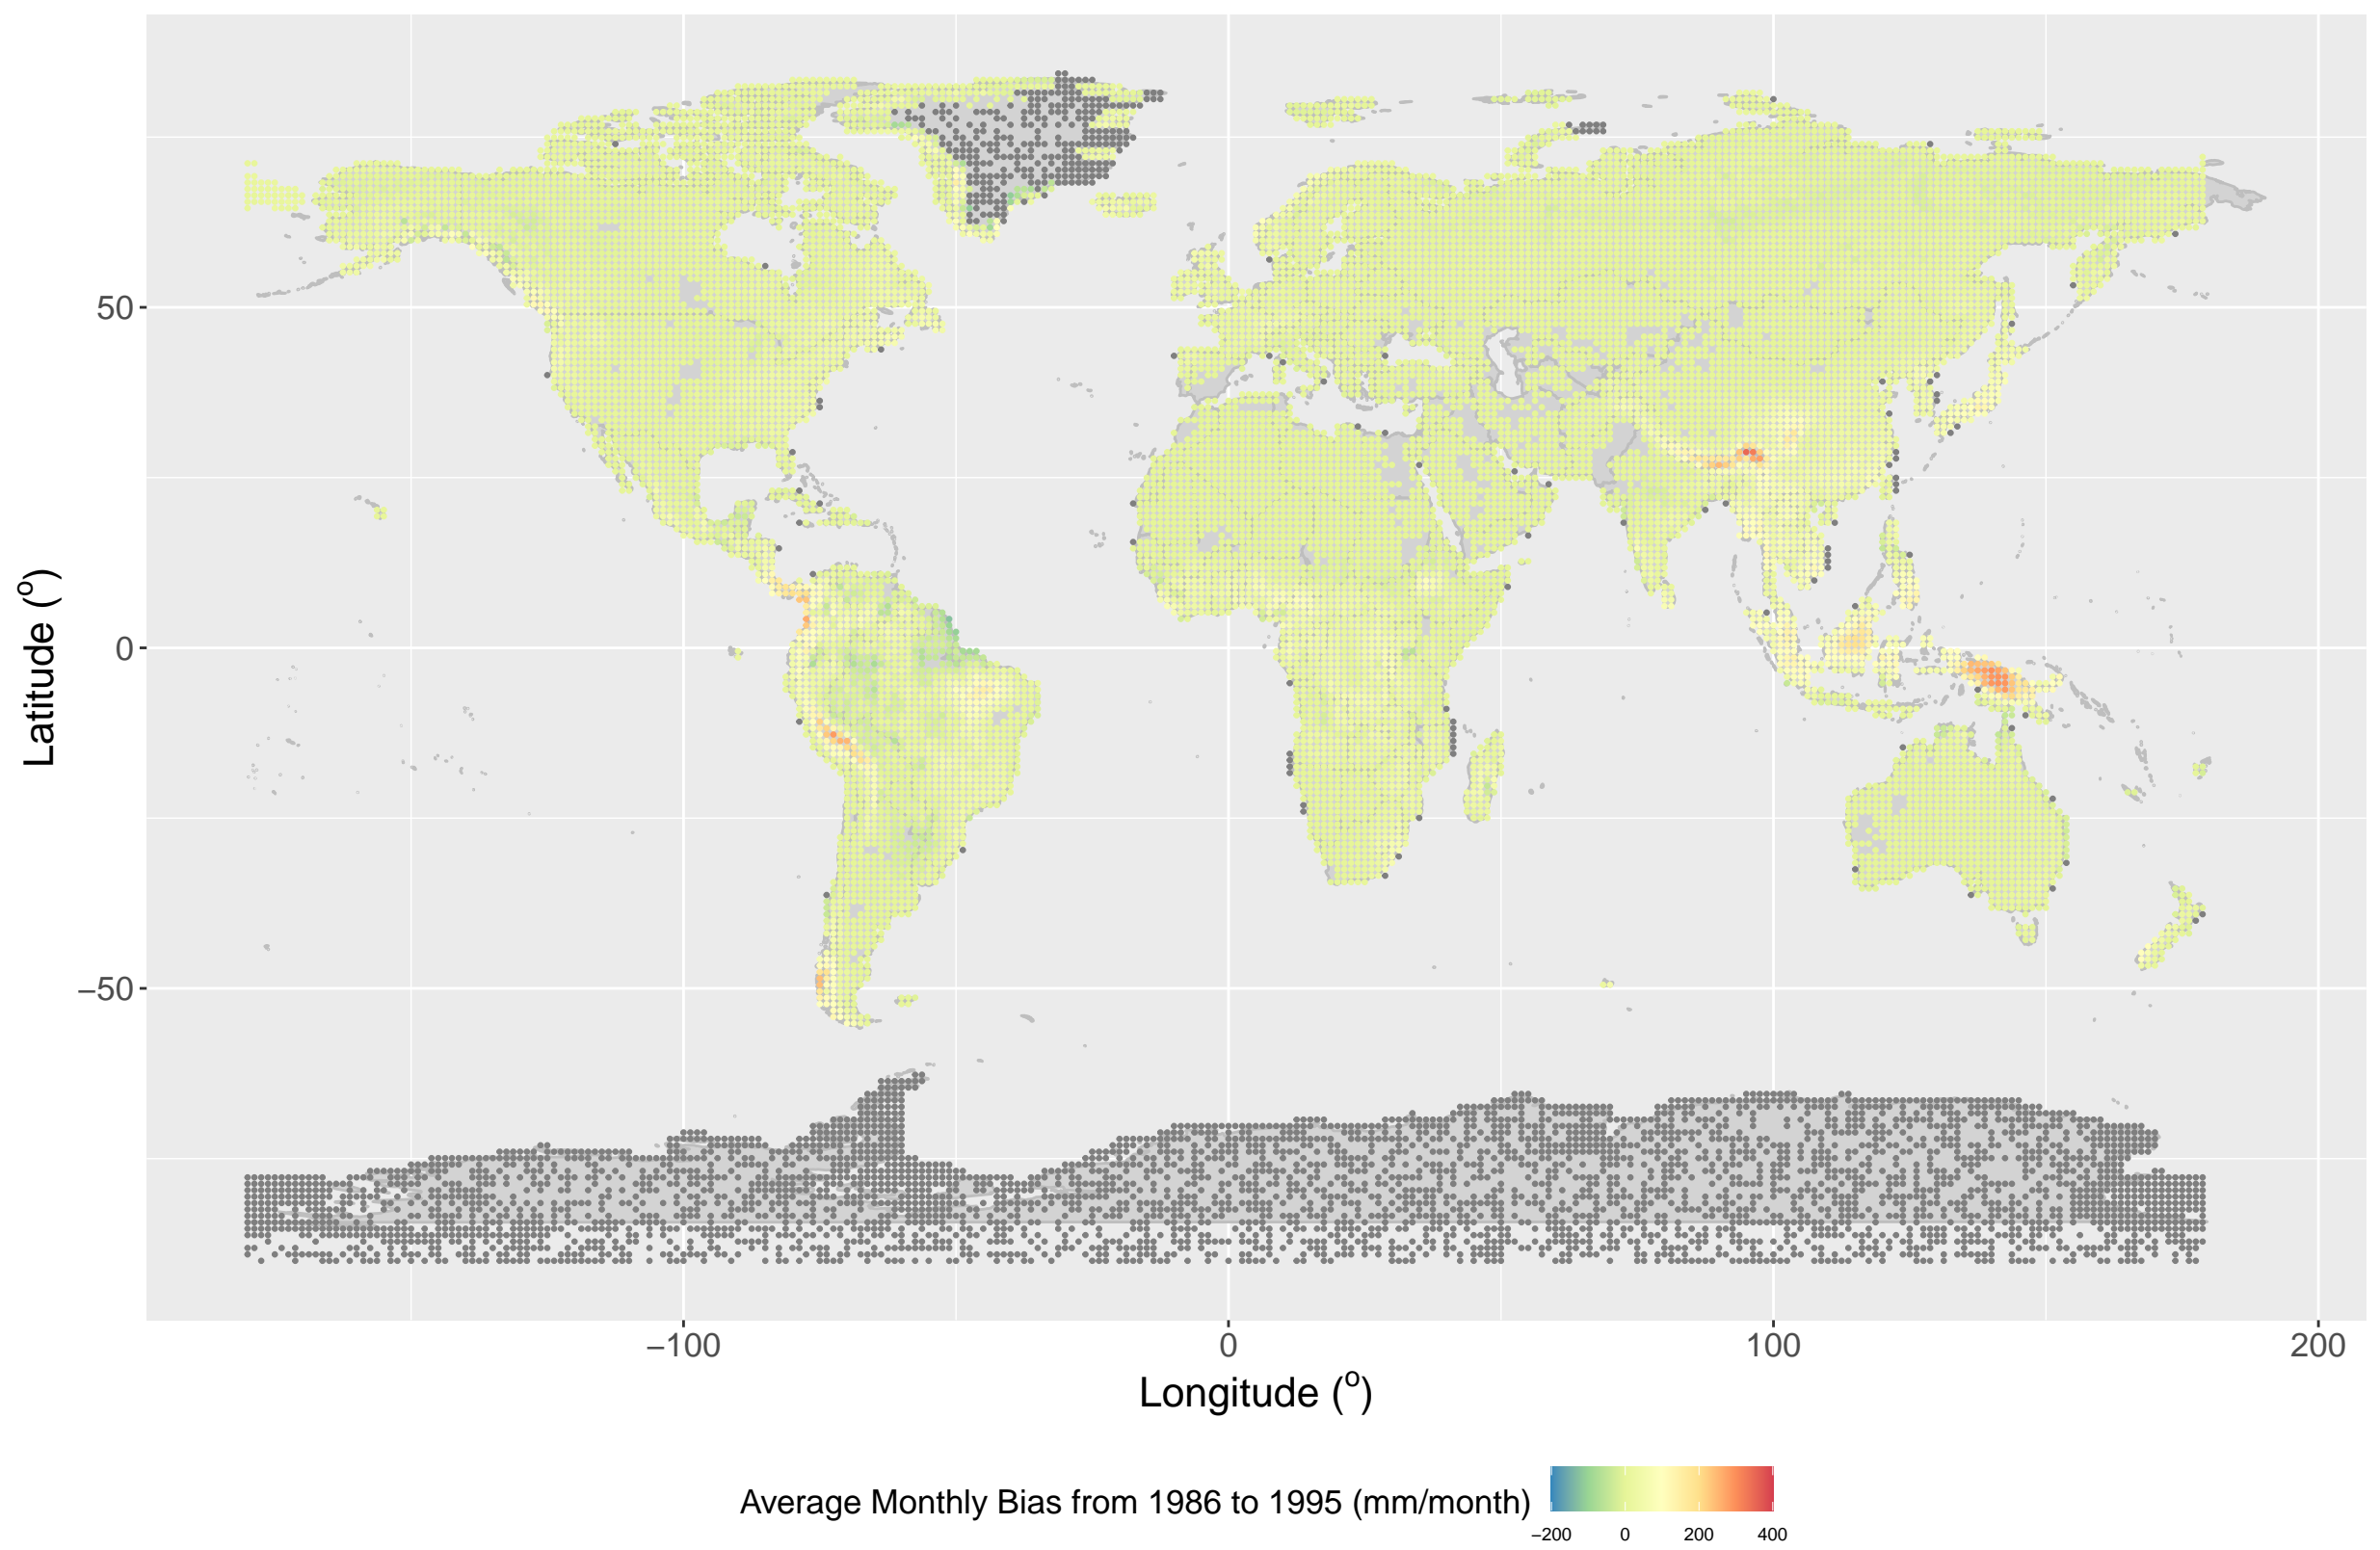 50
0
−50
Latitude (o)
−100 0 100 200
Longitude (o)
Average Monthly Bias from 1986 to 1995 (mm/month)
−200 0 200 400